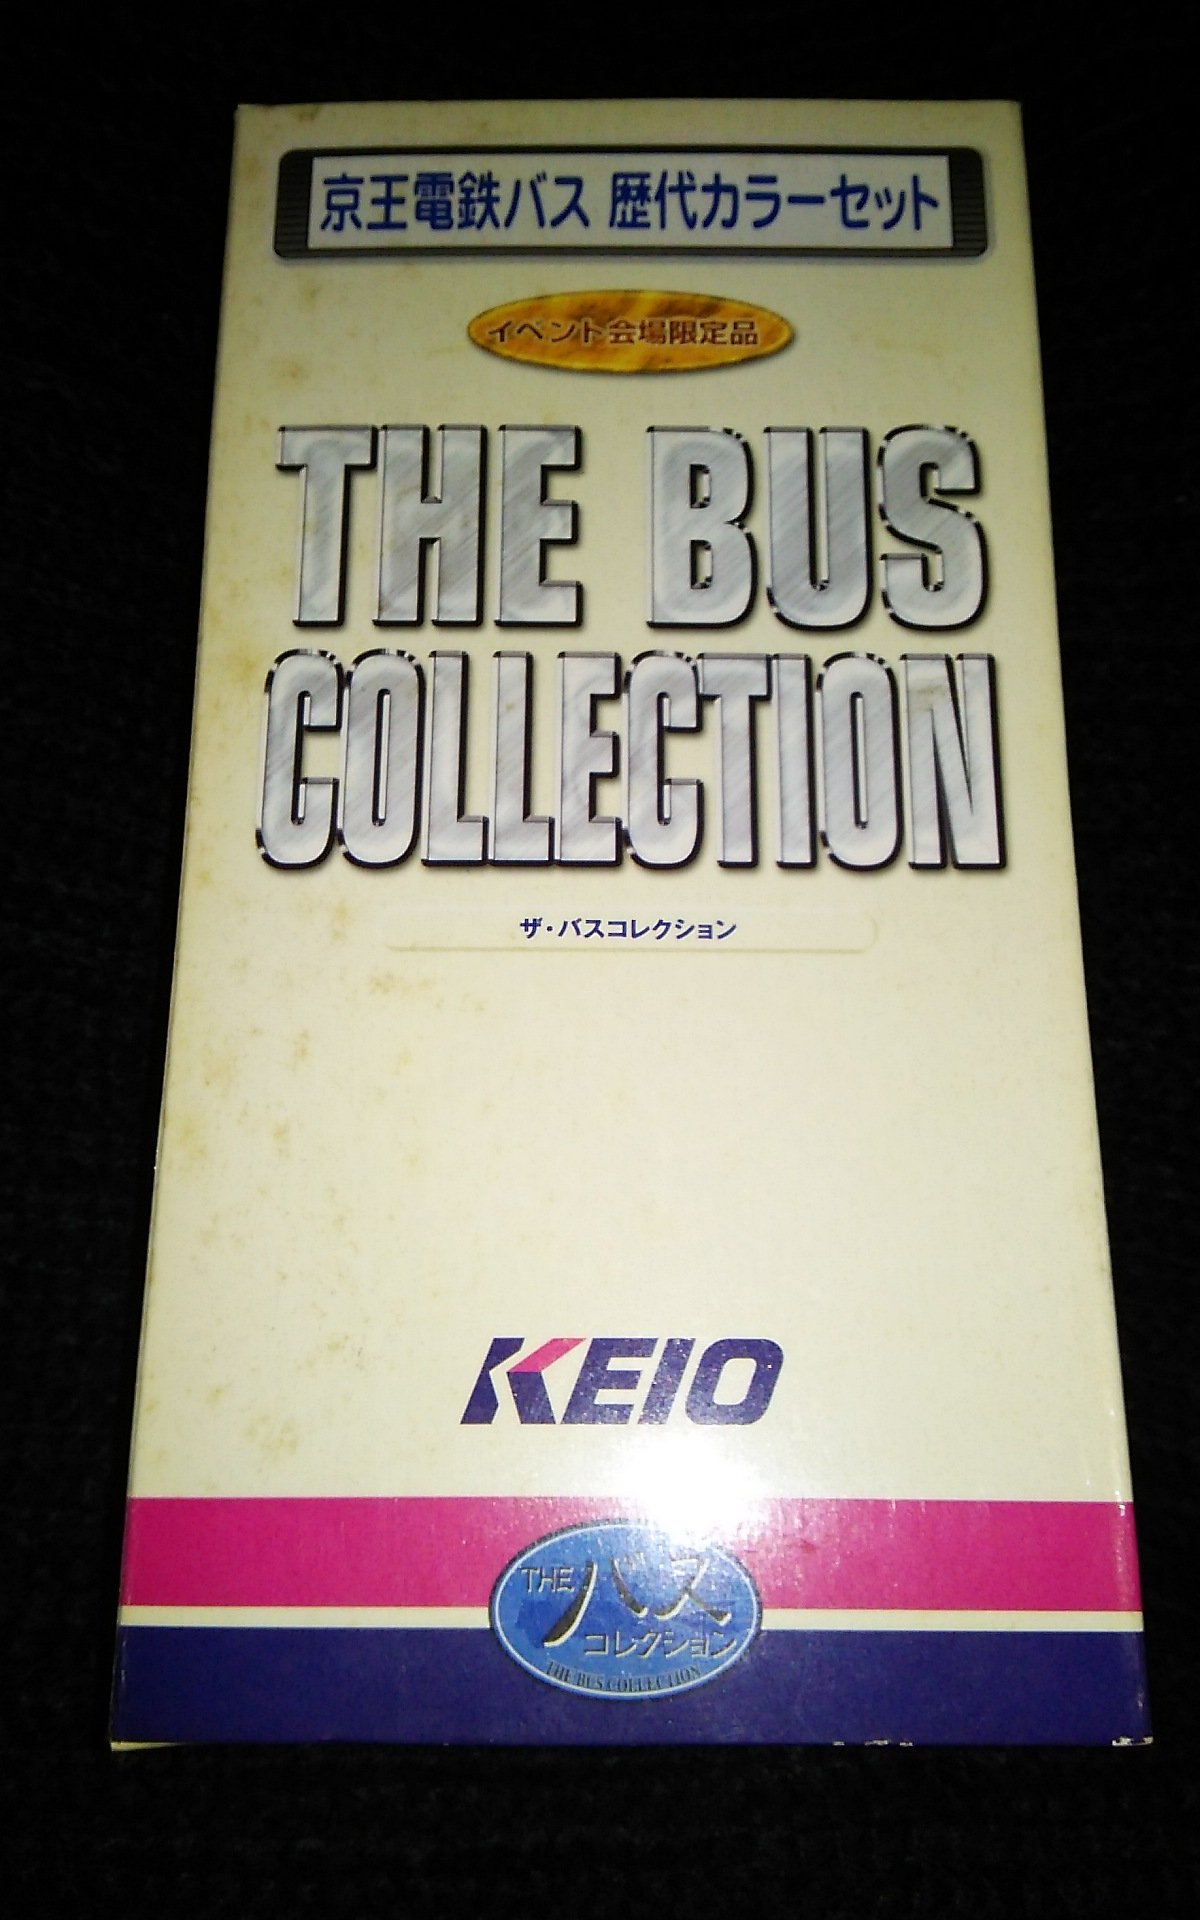 京王電鉄バス 歴代カラーセット
イベント会場限定品
THE BUS
COLLECTION
ザ・バスコレクション
KEIO
THE バス
コレクション
THE BUS COLLECTION